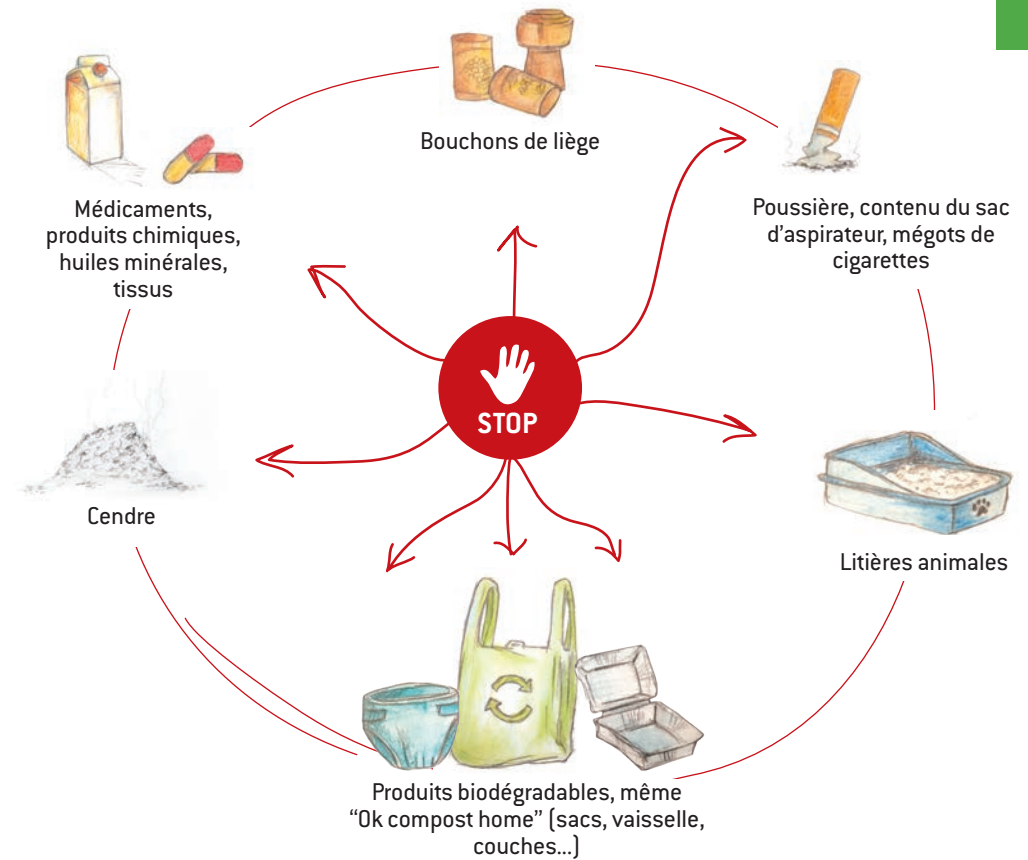 Bouchons de liège
Médicaments,
produits chimiques,
huiles minérales,
tissus
Poussière, contenu du sac
d’aspirateur, mégots de
cigarettes
STOP
Cendre
Litières animales
Produits biodégradables, même
“Ok compost home” (sacs, vaisselle,
couches...)